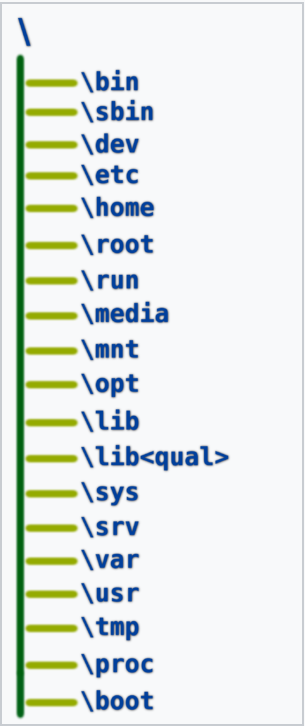 \
\bin
\sbin
\dev
\etc
\home
\root
\run
\media
\mnt
\opt
\lib
\lib<qual>
\sys
\srv
\var
\usr
\tmp
\proc
\boot